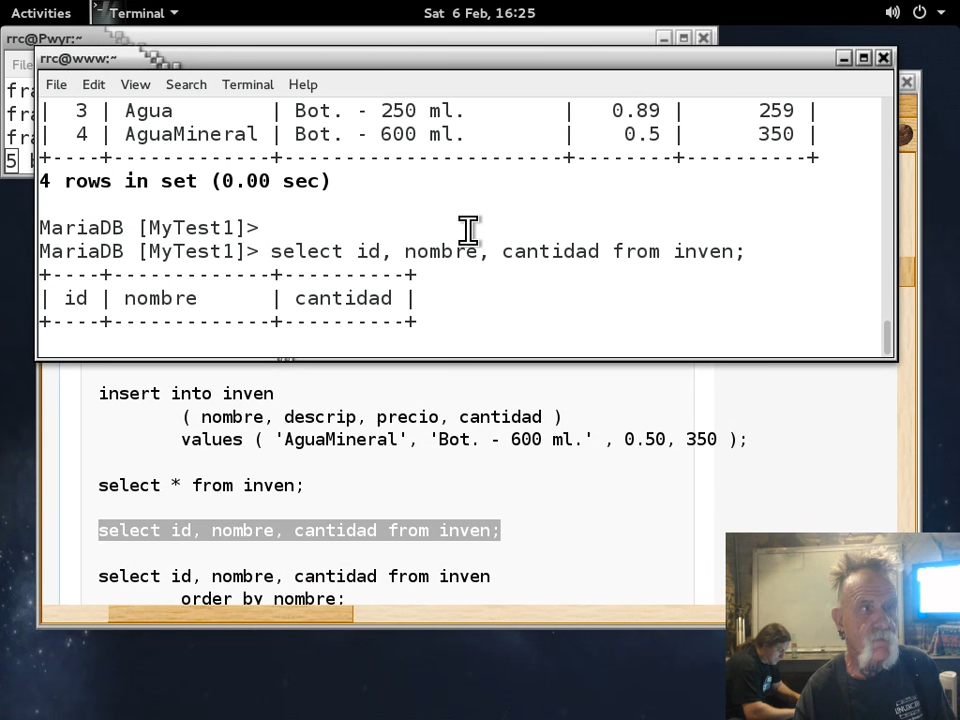 Activities Terminal Sat 6 Feb, 16:25
rrc@Pwyr:~
rrc@www:~
File Edit View Search Terminal Help
| 3 | Agua | Bot. - 250 ml. | 0.89 | 259 |
| 4 | AguaMineral | Bot. - 600 ml. | 0.5 | 350 |
+----+-------------+------------------------+--------+----------+
4 rows in set (0.00 sec)
MariaDB [MyTest1]>
MariaDB [MyTest1]> select id, nombre, cantidad from inven;
+----+-------------+----------+
| id | nombre | cantidad |
+----+-------------+----------+
insert into inven
( nombre, descrip, precio, cantidad )
values ( 'AguaMineral', 'Bot. - 600 ml.' , 0.50, 350 );
select * from inven;
select id, nombre, cantidad from inven;
select id, nombre, cantidad from inven
order by nombre;